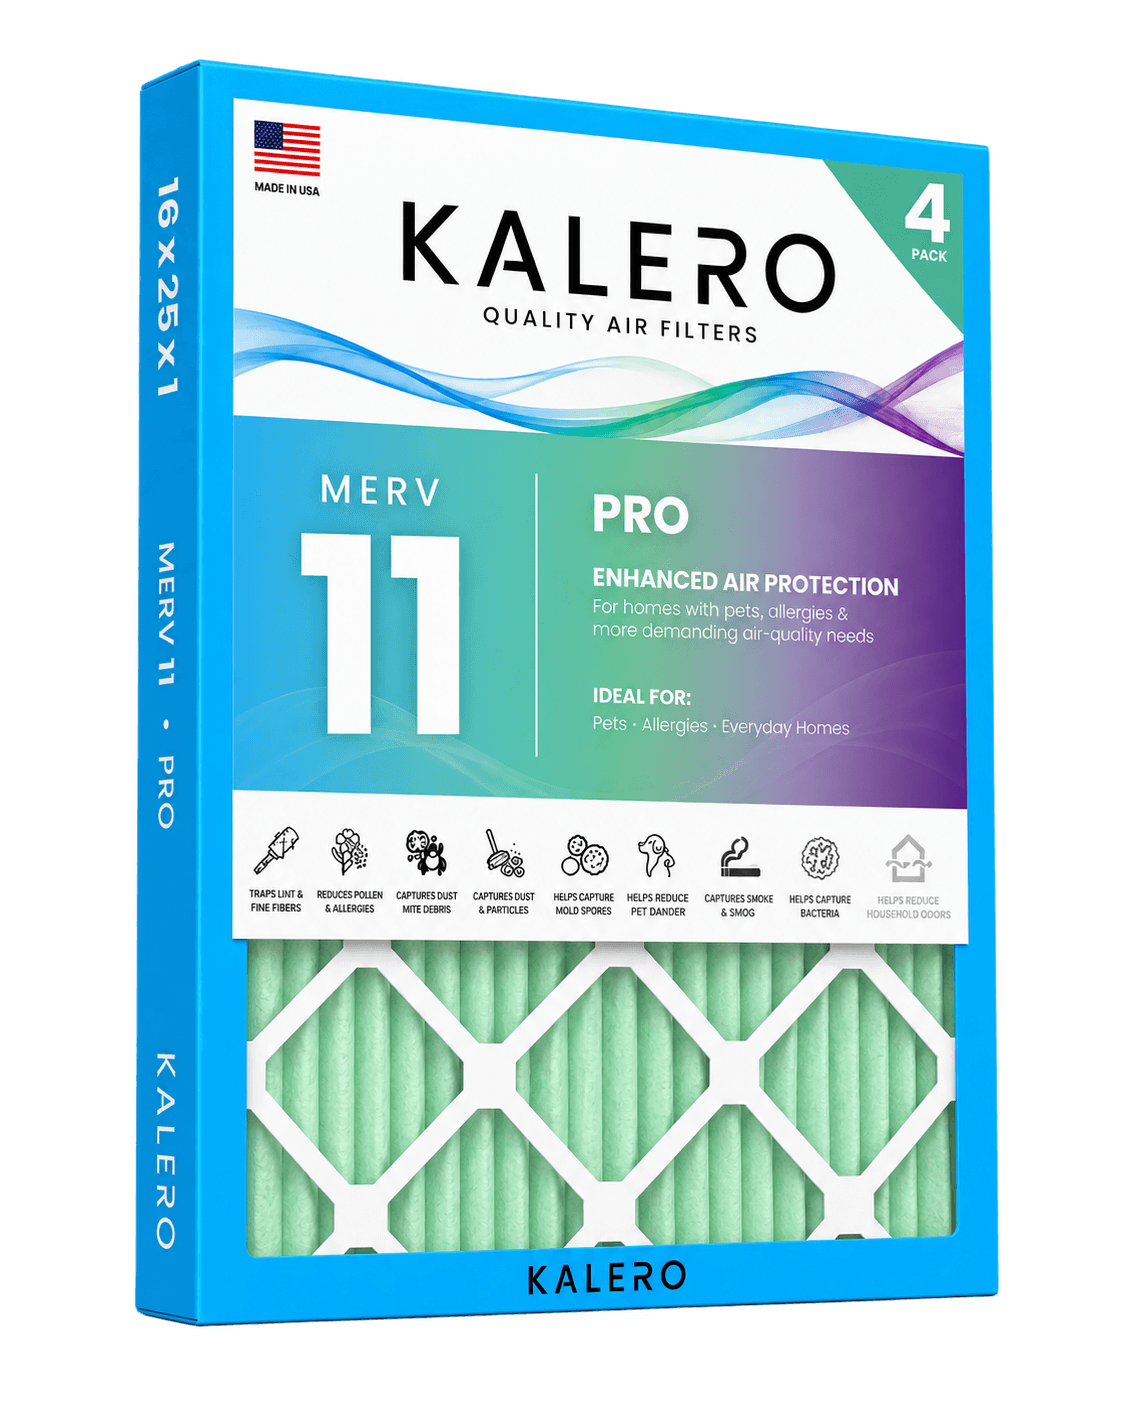 MADE IN USA
4
PACK
KALERO
QUALITY AIR FILTERS
16 x 25 x 1
MERV 11 • PRO
KALERO
MERV
11
PRO
ENHANCED AIR PROTECTION
For homes with pets, allergies &
more demanding air-quality needs
IDEAL FOR:
Pets · Allergies · Everyday Homes
TRAPS LINT &
FINE FIBERS
REDUCES POLLEN
& ALLERGIES
CAPTURES DUST
MITE DEBRIS
CAPTURES DUST
& PARTICLES
HELPS CAPTURE
MOLD SPORES
HELPS REDUCE
PET DANDER
CAPTURES SMOKE
& SMOG
HELPS CAPTURE
BACTERIA
HELPS REDUCE
HOUSEHOLD ODORS
KALERO